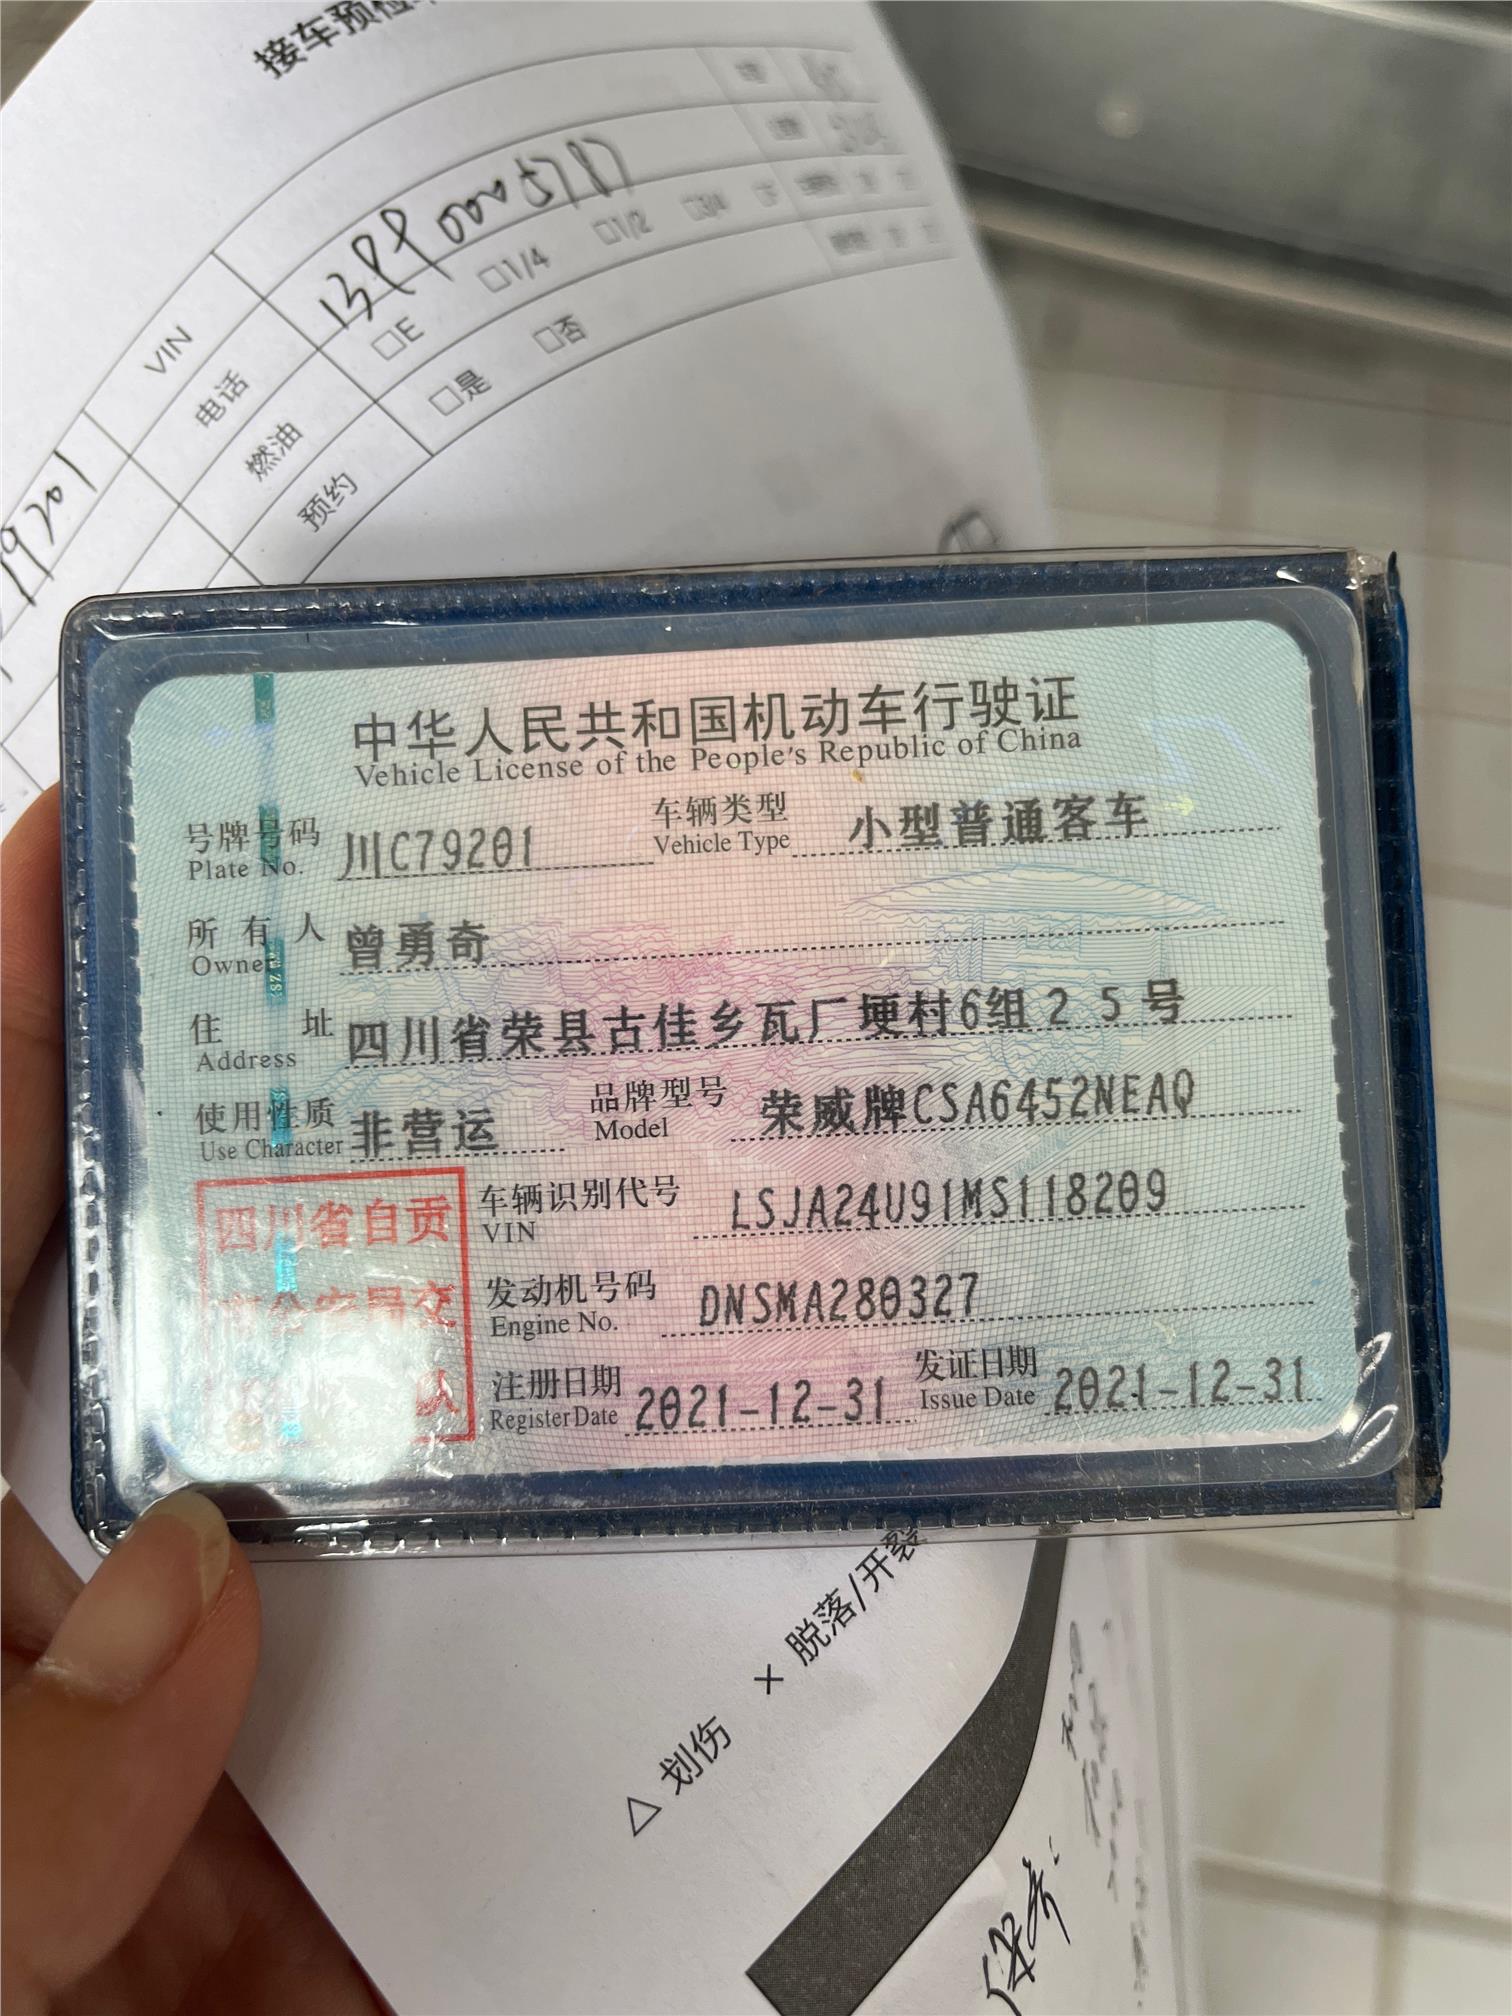 接车预检
VIN
电话 13890005787
燃油 □E □1/4 □1/2 □3/4
预约 □是 □否
79201
中华人民共和国机动车行驶证
Vehicle License of the People's Republic of China
号牌号码 川C79201 车辆类型 小型普通客车
Plate No. Vehicle Type
所有人 曾勇奇
Owner
住址 四川省荣县古佳乡瓦厂埂村6组25号
Address
使用性质 非营运 品牌型号 荣威牌CSA6452NEAQ
Use Character Model
四川省自贡
市公安局交
队
车辆识别代号 LSJA24U91MS118209
VIN
发动机号码 DNSMA280327
Engine No.
注册日期 2021-12-31 发证日期 2021-12-31
Register Date Issue Date
△ 划伤 × 脱落/开裂